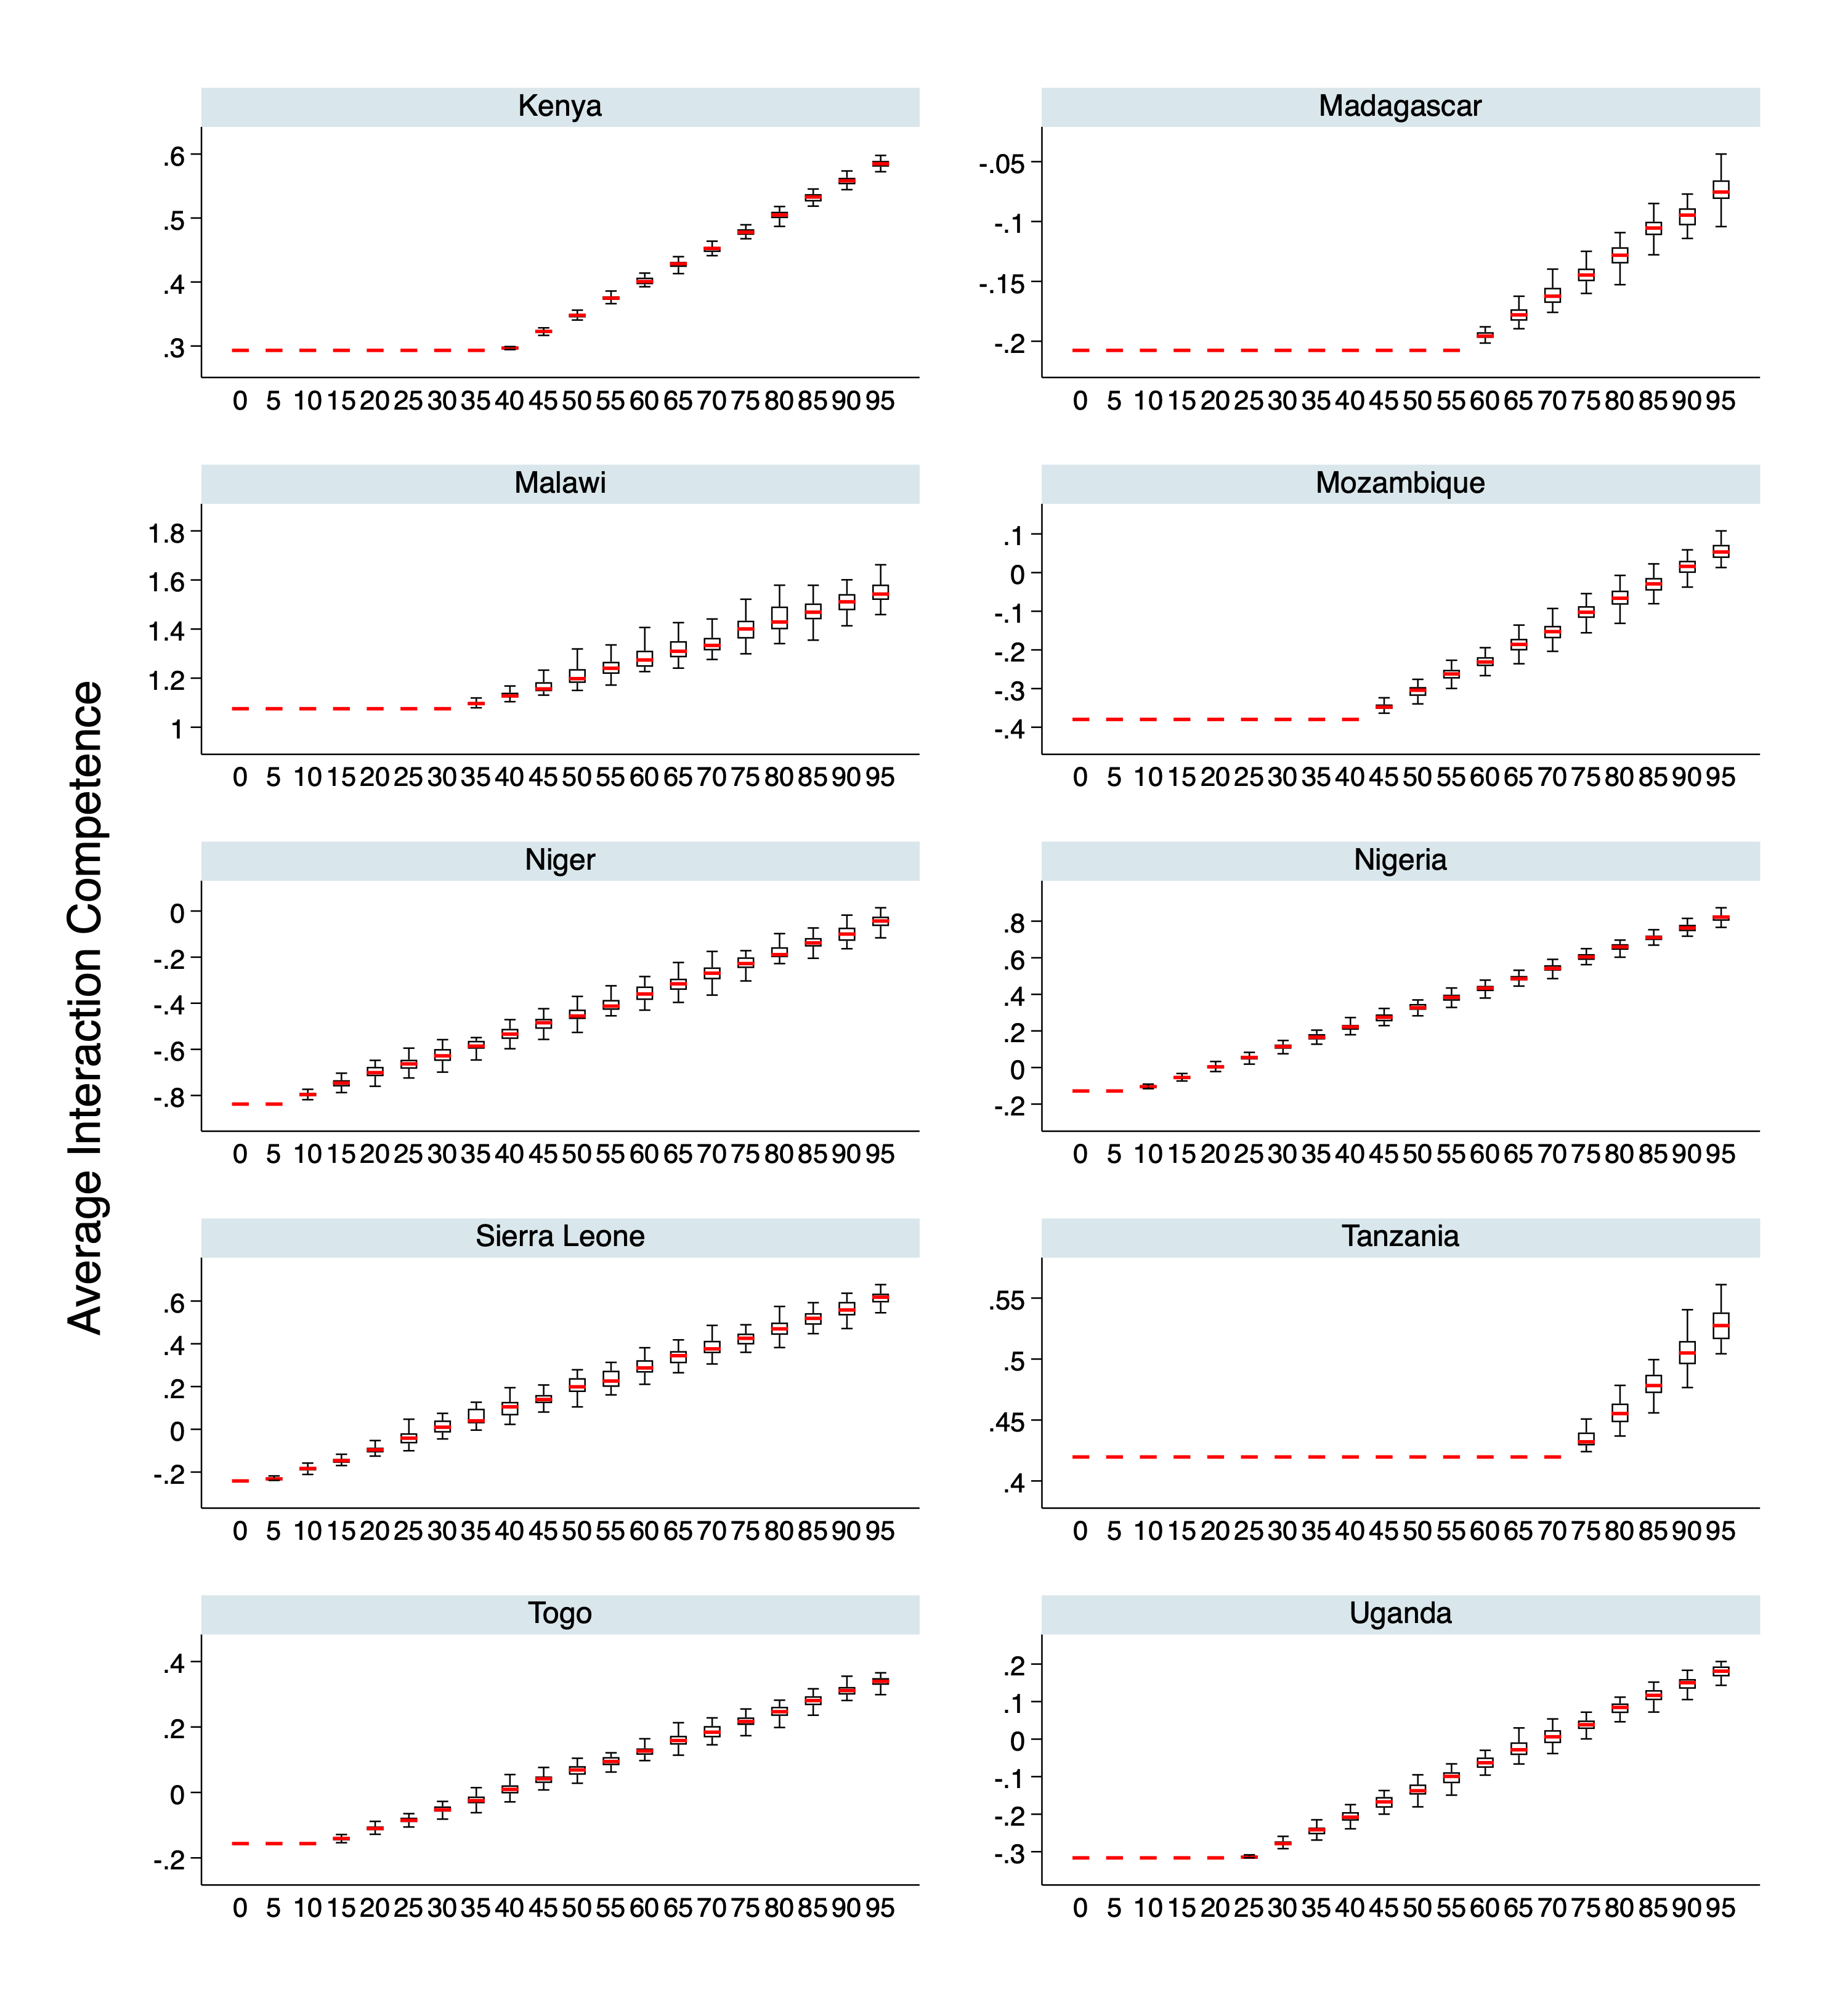 Average Interaction Competence
Kenya
.6
.5
.4
.3
0 5 10 15 20 25 30 35 40 45 50 55 60 65 70 75 80 85 90 95
Madagascar
-.05
-.1
-.15
-.2
0 5 10 15 20 25 30 35 40 45 50 55 60 65 70 75 80 85 90 95
Malawi
1.8
1.6
1.4
1.2
1
0 5 10 15 20 25 30 35 40 45 50 55 60 65 70 75 80 85 90 95
Mozambique
.1
0
-.1
-.2
-.3
-.4
0 5 10 15 20 25 30 35 40 45 50 55 60 65 70 75 80 85 90 95
Niger
0
-.2
-.4
-.6
-.8
0 5 10 15 20 25 30 35 40 45 50 55 60 65 70 75 80 85 90 95
Nigeria
.8
.6
.4
.2
0
-.2
0 5 10 15 20 25 30 35 40 45 50 55 60 65 70 75 80 85 90 95
Sierra Leone
.6
.4
.2
0
-.2
0 5 10 15 20 25 30 35 40 45 50 55 60 65 70 75 80 85 90 95
Tanzania
.55
.5
.45
.4
0 5 10 15 20 25 30 35 40 45 50 55 60 65 70 75 80 85 90 95
Togo
.4
.2
0
-.2
0 5 10 15 20 25 30 35 40 45 50 55 60 65 70 75 80 85 90 95
Uganda
.2
.1
0
-.1
-.2
-.3
0 5 10 15 20 25 30 35 40 45 50 55 60 65 70 75 80 85 90 95